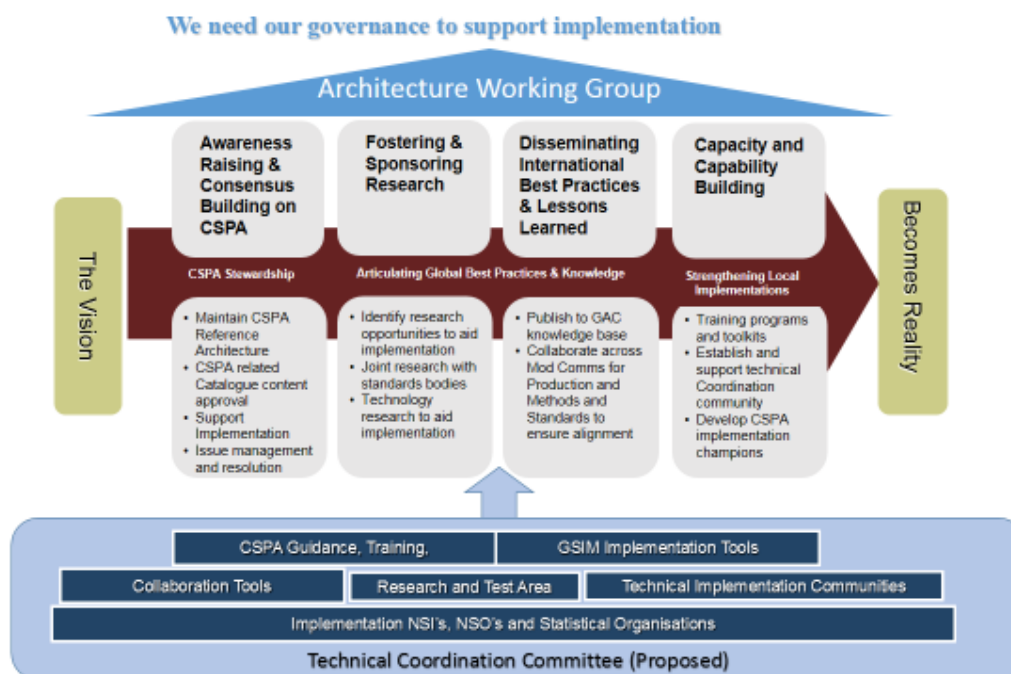 We need our governance to support implementation
Architecture Working Group
The Vision
Awareness
Raising &
Consensus
Building on
CSPA
Fostering &
Sponsoring
Research
Disseminating
International
Best Practices
& Lessons
Learned
Capacity and
Capability
Building
CSPA Stewardship
Articulating Global Best Practices & Knowledge
Strengthening Local
Implementations
• Maintain CSPA
Reference
Architecture
• CSPA related
Catalogue content
approval
• Support
Implementation
• Issue management
and resolution
• Identify research
opportunities to aid
implementation
• Joint research with
standards bodies
• Technology
research to aid
implementation
• Publish to GAC
knowledge base
• Collaborate across
Mod Comms for
Production and
Methods and
Standards to
ensure alignment
• Training programs
and toolkits
• Establish and
support technical
Coordination
community
• Develop CSPA
implementation
champions
Becomes Reality
CSPA Guidance, Training,
GSIM Implementation Tools
Collaboration Tools
Research and Test Area
Technical Implementation Communities
Implementation NSI's, NSO's and Statistical Organisations
Technical Coordination Committee (Proposed)